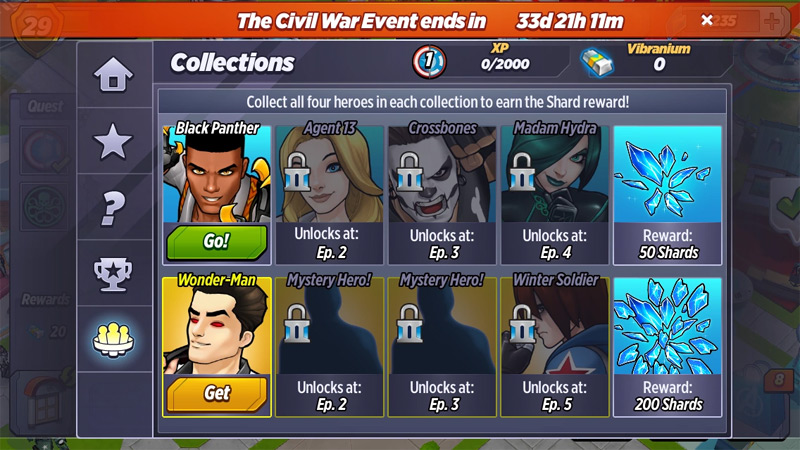 The Civil War Event ends in 33d 21h 11m
29
235
Collections
1
XP
0/2000
Vibranium
0
Quest
Collect all four heroes in each collection to earn the Shard reward!
Black Panther
Agent 13
Crossbones
Madam Hydra
Go!
Unlocks at:
Ep. 2
Unlocks at:
Ep. 3
Unlocks at:
Ep. 4
Reward:
50 Shards
?
Wonder-Man
Mystery Hero!
Mystery Hero!
Winter Soldier
Rewards
20
Get
Unlocks at:
Ep. 2
Unlocks at:
Ep. 3
Unlocks at:
Ep. 5
Reward:
200 Shards
8